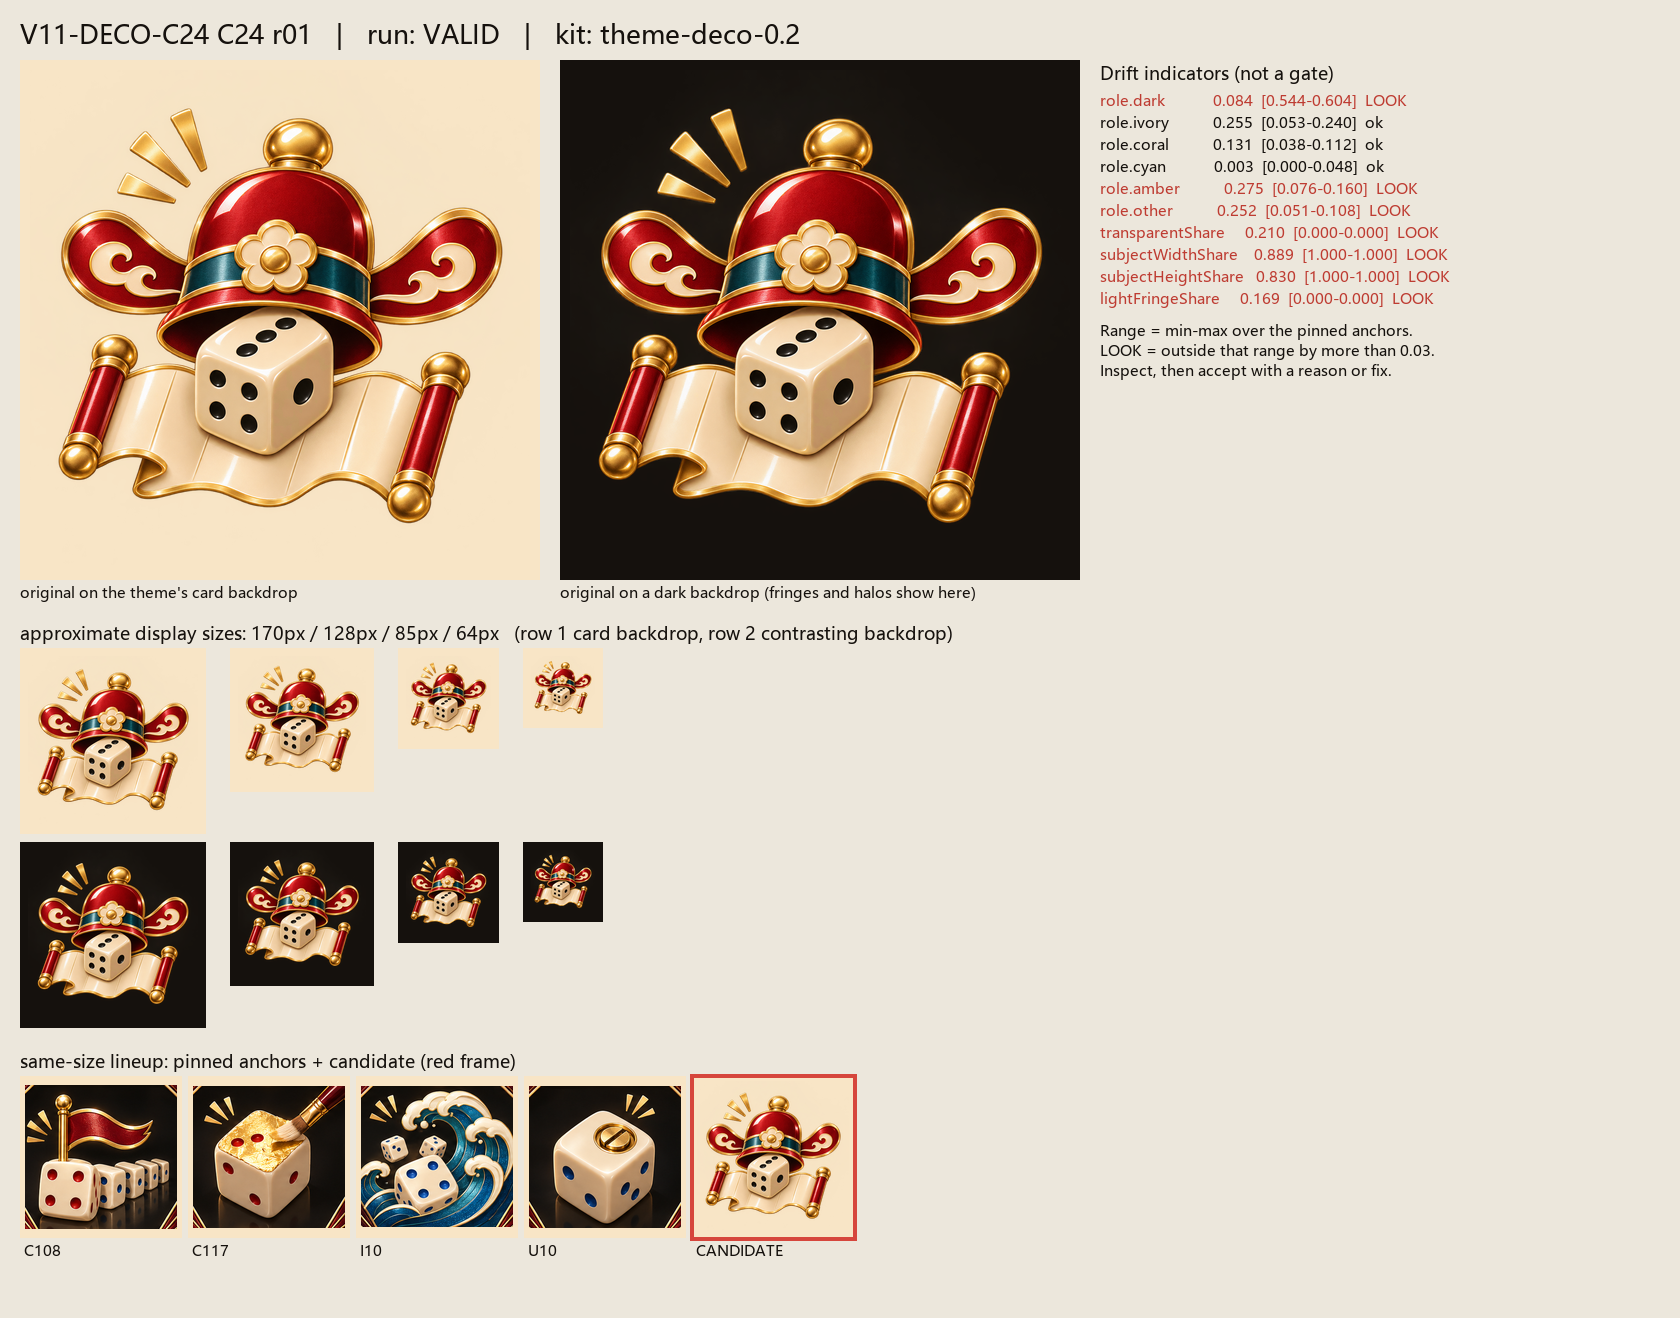 V11-DECO-C24 C24 r01 | run: VALID | kit: theme-deco-0.2
Drift indicators (not a gate)
role.dark 0.084 [0.544-0.604] LOOK
role.ivory 0.255 [0.053-0.240] ok
role.coral 0.131 [0.038-0.112] ok
role.cyan 0.003 [0.000-0.048] ok
role.amber 0.275 [0.076-0.160] LOOK
role.other 0.252 [0.051-0.108] LOOK
transparentShare 0.210 [0.000-0.000] LOOK
subjectWidthShare 0.889 [1.000-1.000] LOOK
subjectHeightShare 0.830 [1.000-1.000] LOOK
lightFringeShare 0.169 [0.000-0.000] LOOK
Range = min-max over the pinned anchors.
LOOK = outside that range by more than 0.03.
Inspect, then accept with a reason or fix.
original on the theme's card backdrop
original on a dark backdrop (fringes and halos show here)
approximate display sizes: 170px / 128px / 85px / 64px (row 1 card backdrop, row 2 contrasting backdrop)
same-size lineup: pinned anchors + candidate (red frame)
C108
C117
I10
U10
CANDIDATE